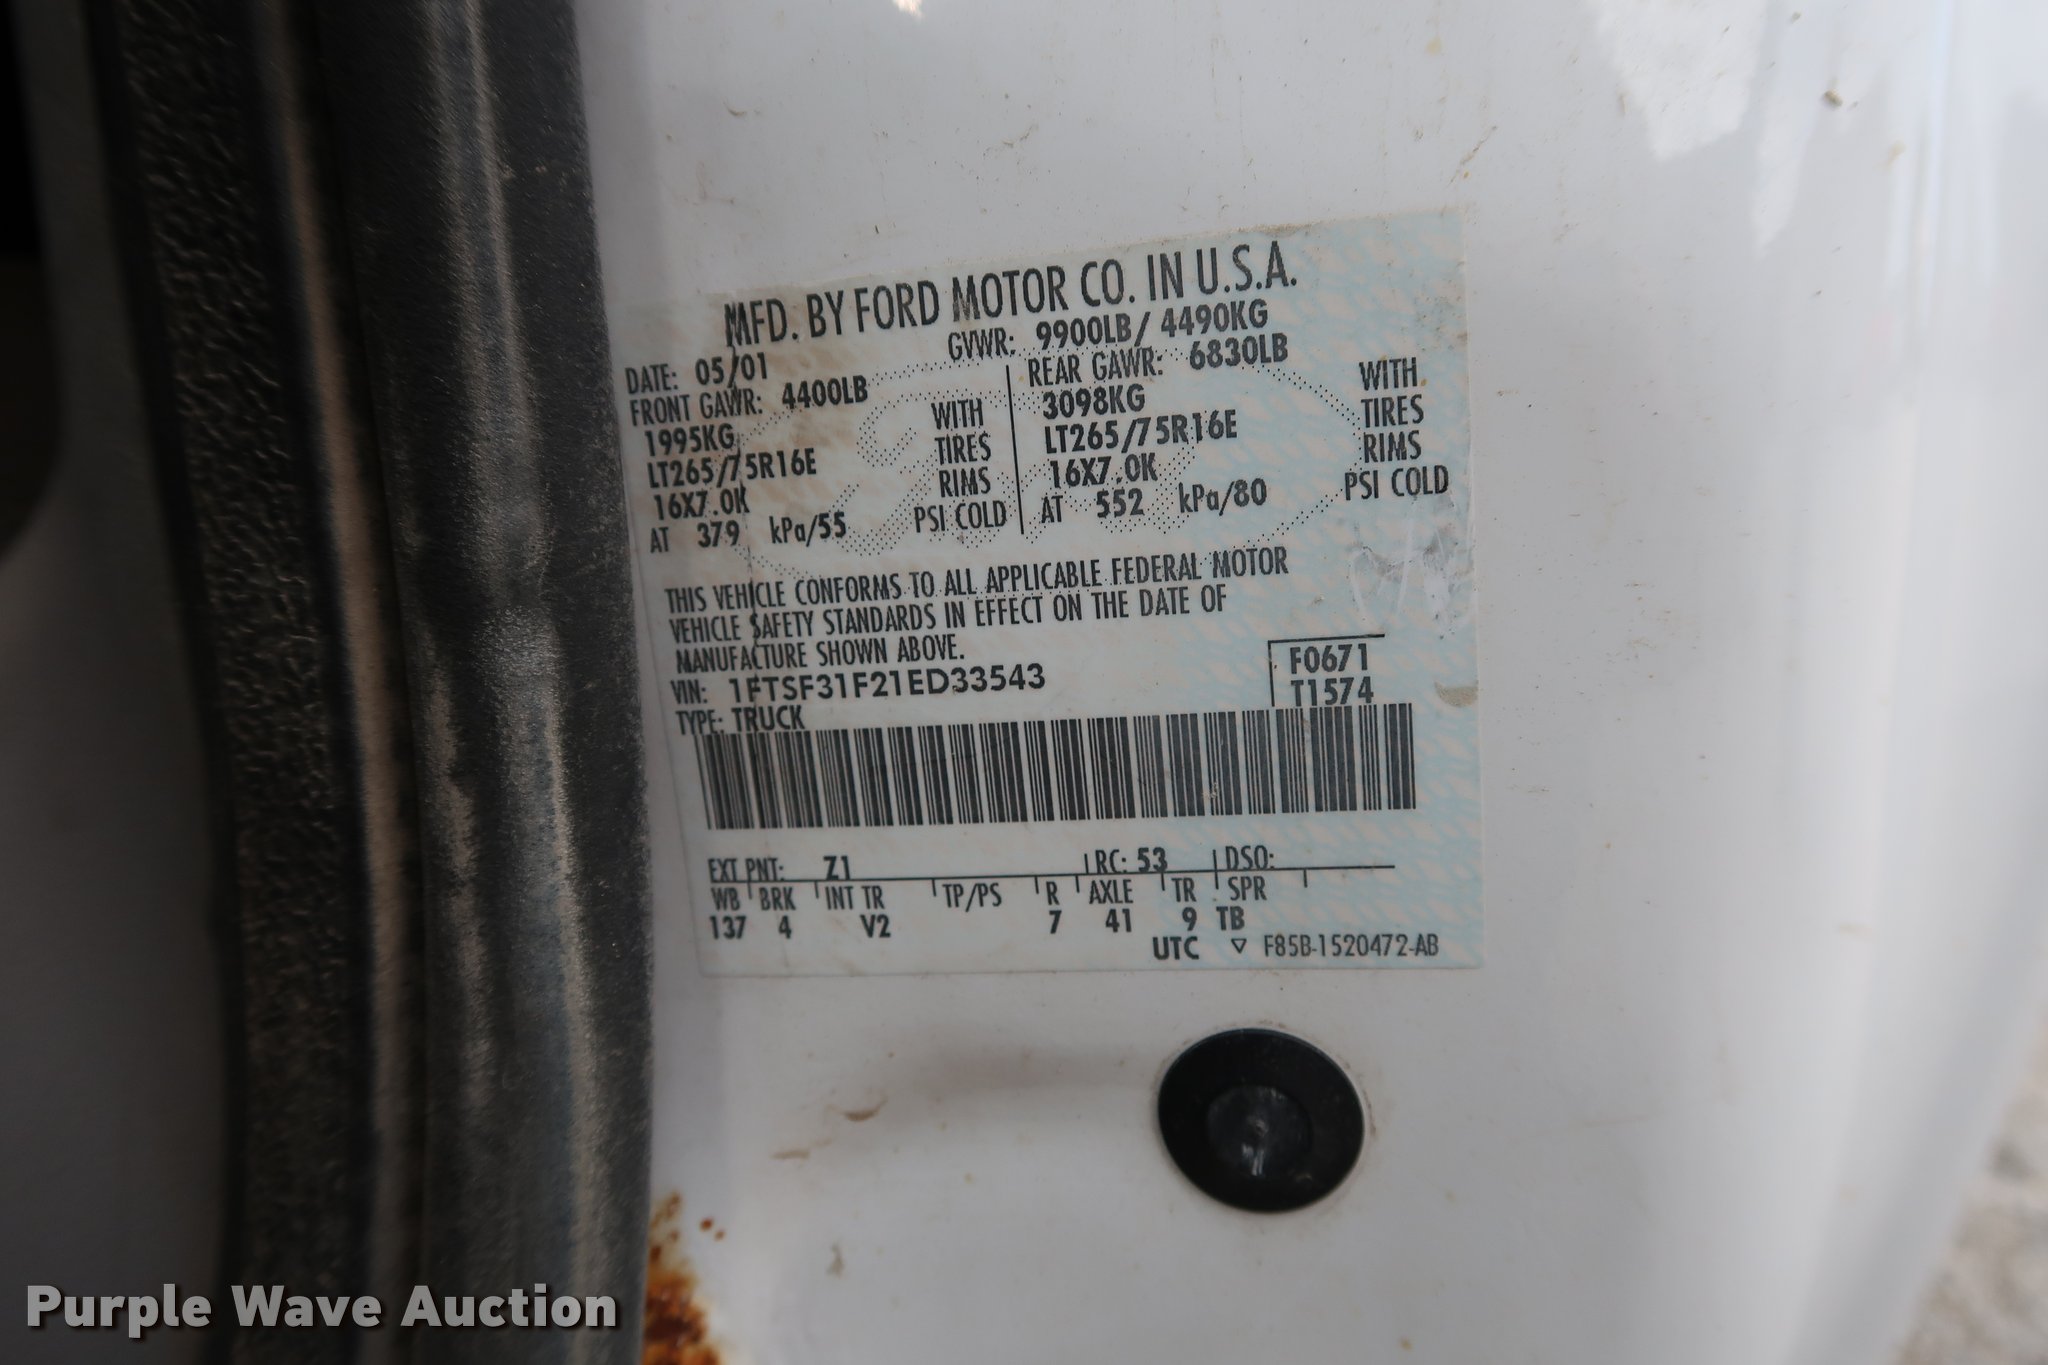 MFD. BY FORD MOTOR CO. IN U.S.A.
DATE: 05/01 GVWR: 9900LB/ 4490KG
FRONT GAWR: 4400LB REAR GAWR: 6830LB
1995KG WITH 3098KG WITH
LT265/75R16E TIRES LT265/75R16E TIRES
16X7.0K RIMS 16X7.0K RIMS
AT 379 kPa/55 PSI COLD AT 552 kPa/80 PSI COLD
THIS VEHICLE CONFORMS TO ALL APPLICABLE FEDERAL MOTOR
VEHICLE SAFETY STANDARDS IN EFFECT ON THE DATE OF
MANUFACTURE SHOWN ABOVE.
VIN: 1FTSF31F21ED33543 F0671
TYPE: TRUCK T1574
EXT PNT: Z1 RC: 53 DSO:
WB BRK INT TR TP/PS R AXLE TR SPR
137 4 V2 7 41 9 TB
UTC ▽ F85B-1520472-AB
Purple Wave Auction